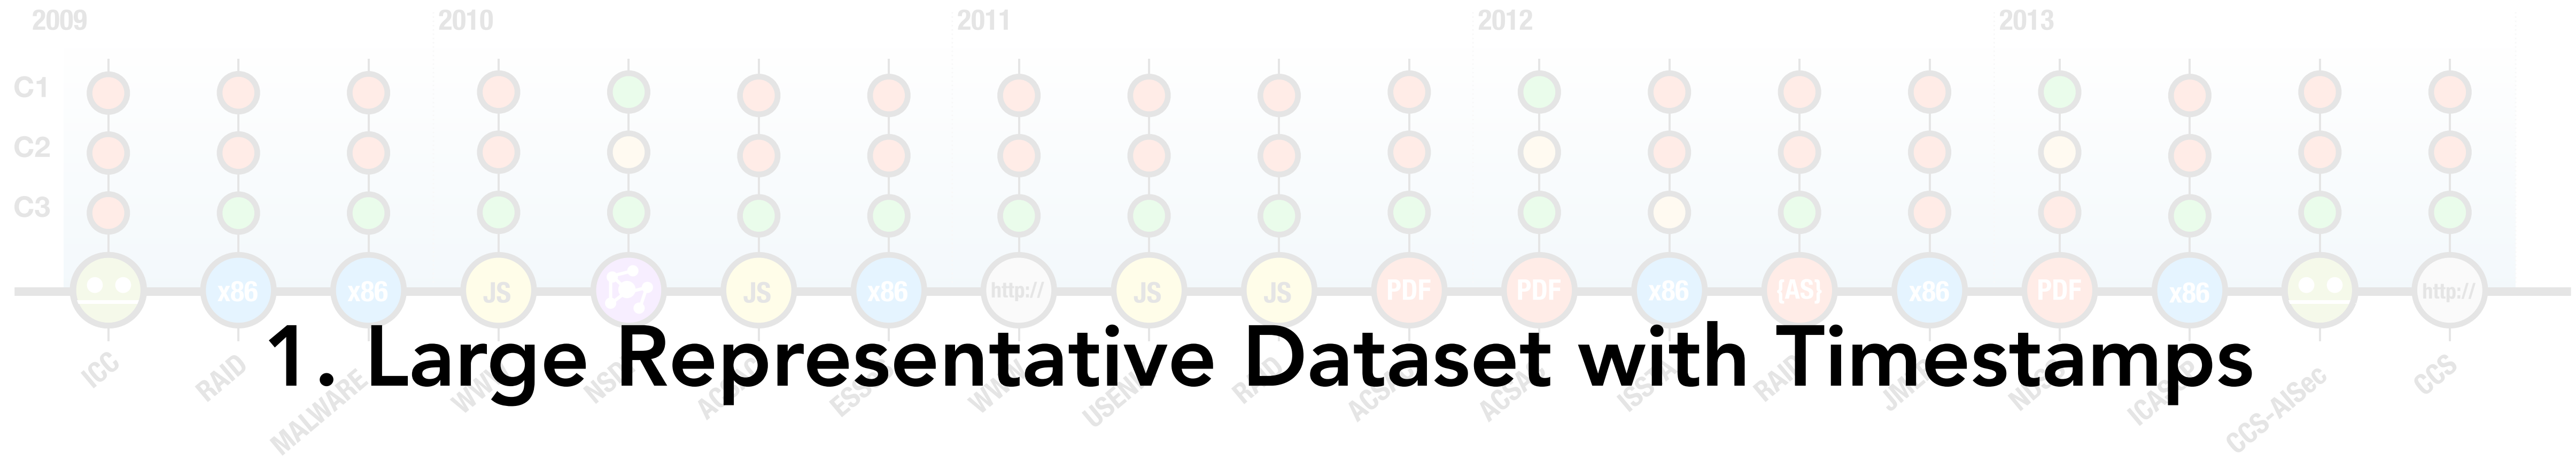 2009 2010 2011 2012 2013
C1
C2
C3
x86 x86 JS JS x86 http:// JS JS PDF PDF x86 {AS} x86 PDF x86 http://
1. Large Representative Dataset with Timestamps
ICC RAID MALWARE RAID CCS-AISec CCS